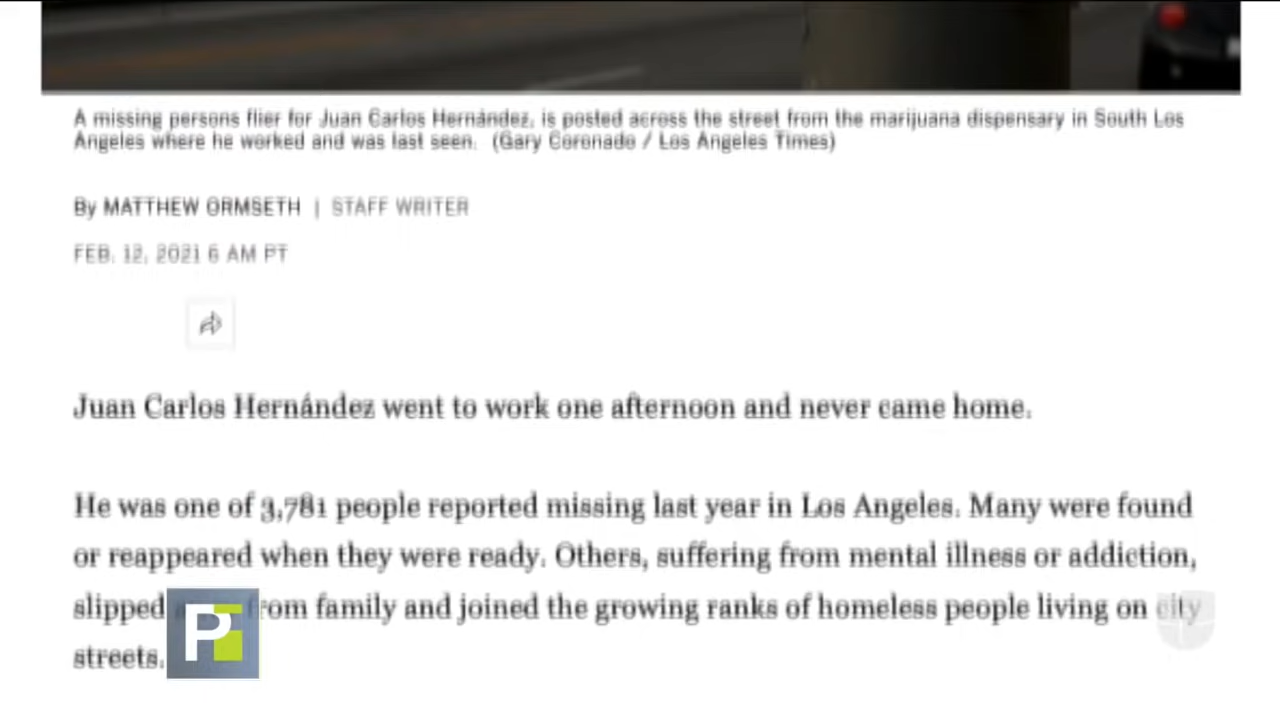 A missing persons flier for Juan Carlos Hernández, is posted across the street from the marijuana dispensary in South Los
Angeles where he worked and was last seen. (Gary Coronado / Los Angeles Times)
By MATTHEW ORMSETH | STAFF WRITER
FEB. 12, 2021 6 AM PT
Juan Carlos Hernández went to work one afternoon and never came home.
He was one of 3,781 people reported missing last year in Los Angeles. Many were found
or reappeared when they were ready. Others, suffering from mental illness or addiction,
slipped from family and joined the growing ranks of homeless people living on city
streets.
P